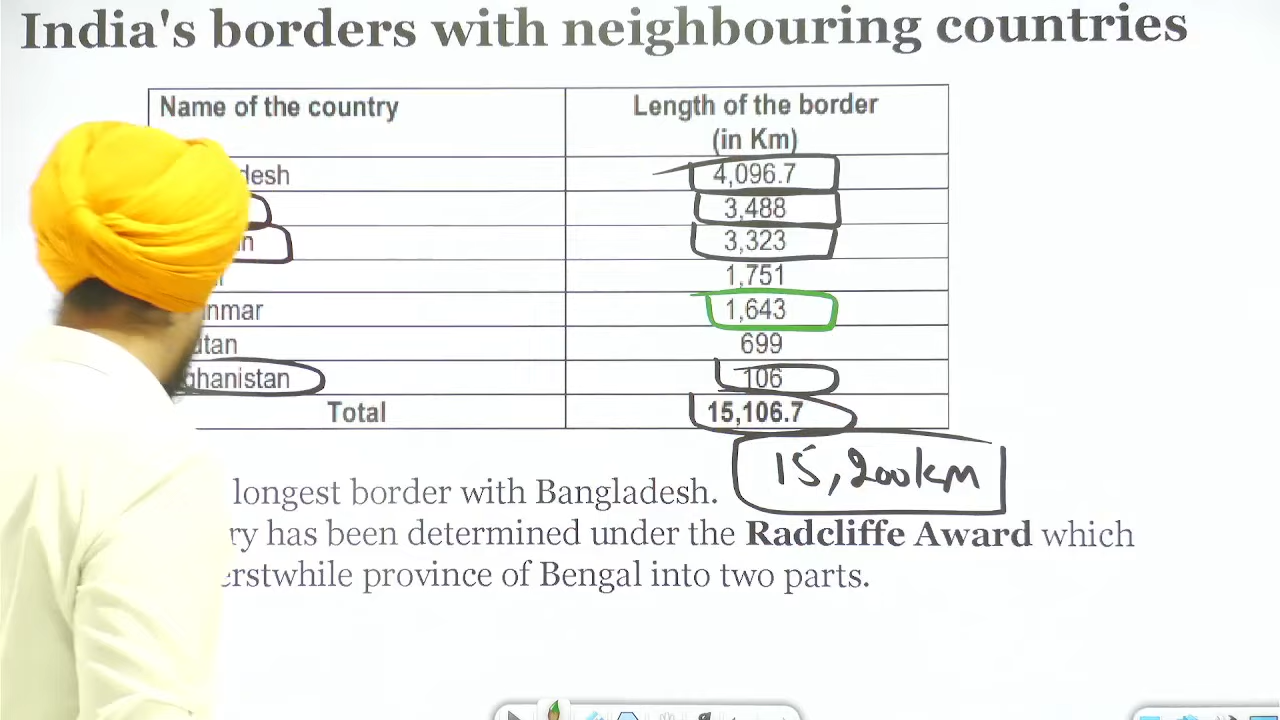 India's borders with neighbouring countries
Name of the country Length of the border
(in Km)
desh 4,096.7
3,488
n 3,323
1,751
nmar 1,643
utan 699
ghanistan 106
Total 15,106.7
15,200km
longest border with Bangladesh.
ry has been determined under the Radcliffe Award which
erstwhile province of Bengal into two parts.